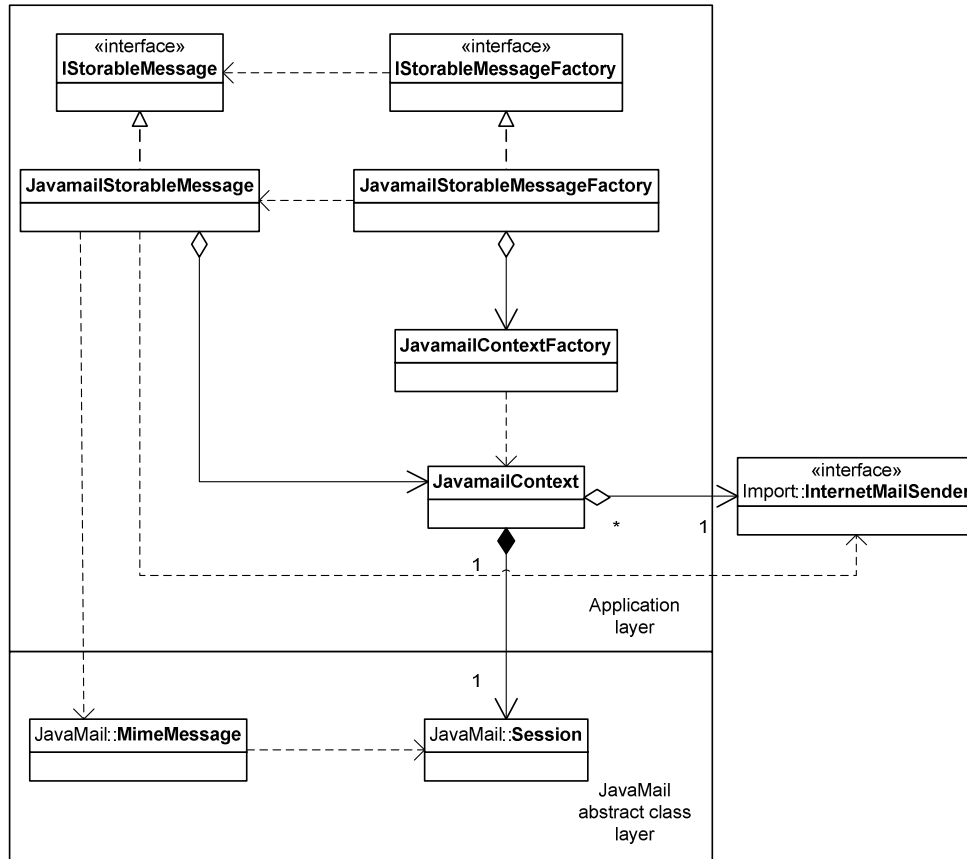 «interface»
IStorableMessage
«interface»
IStorableMessageFactory
JavamailStorableMessage
JavamailStorableMessageFactory
JavamailContextFactory
JavamailContext
«interface»
Import::InternetMailSender
*
1
1
Application
layer
1
JavaMail::MimeMessage
JavaMail::Session
JavaMail
abstract class
layer